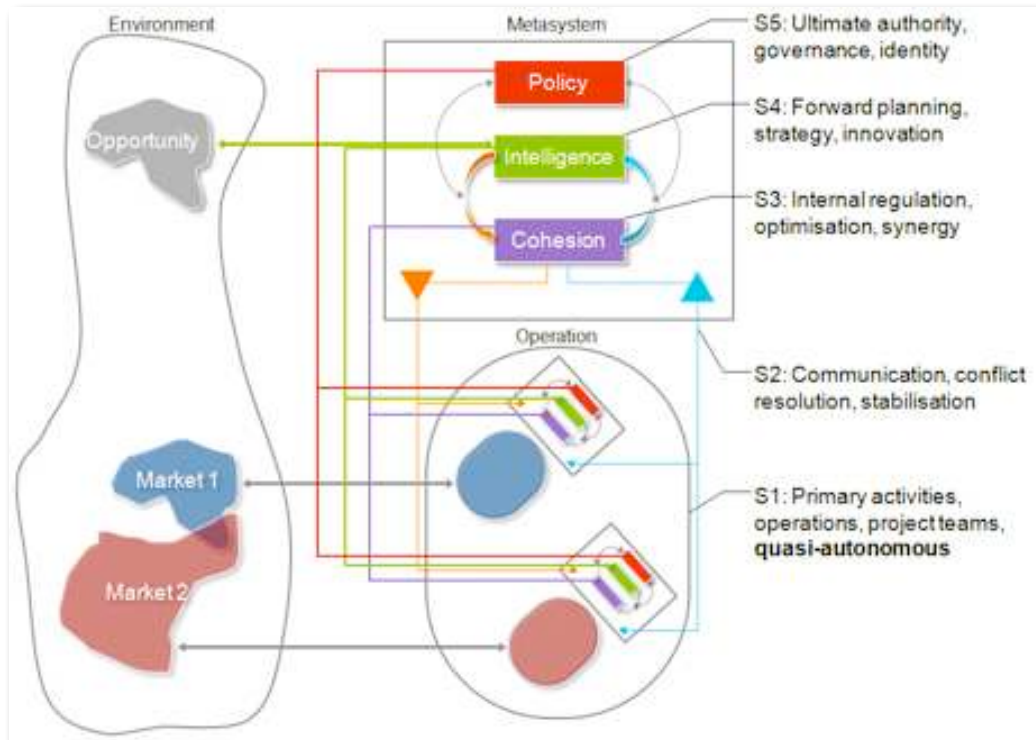 Environment
Metasystem
S5: Ultimate authority,
governance, identity
Policy
Opportunity
S4: Forward planning,
strategy, innovation
Intelligence
S3: Internal regulation,
optimisation, synergy
Cohesion
Operation
S2: Communication, conflict
resolution, stabilisation
Market 1
S1: Primary activities,
operations, project teams,
quasi-autonomous
Market 2